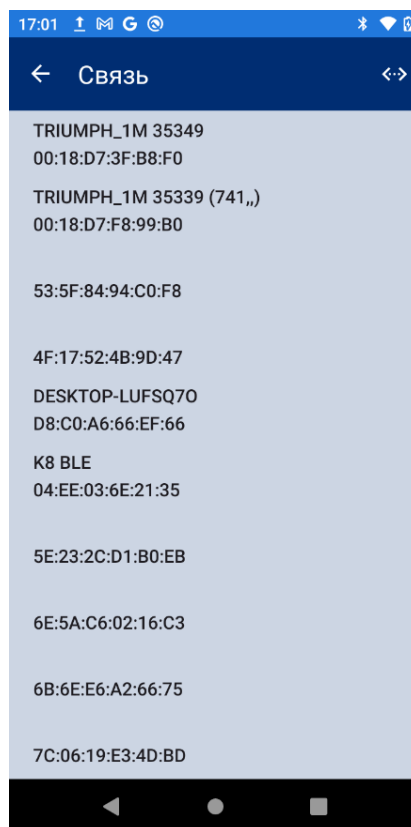 17:01
Связь
TRIUMPH_1M 35349
00:18:D7:3F:B8:F0
TRIUMPH_1M 35339 (741,,)
00:18:D7:F8:99:B0
53:5F:84:94:C0:F8
4F:17:52:4B:9D:47
DESKTOP-LUFSQ7O
D8:C0:A6:66:EF:66
K8 BLE
04:EE:03:6E:21:35
5E:23:2C:D1:B0:EB
6E:5A:C6:02:16:C3
6B:6E:E6:A2:66:75
7C:06:19:E3:4D:BD